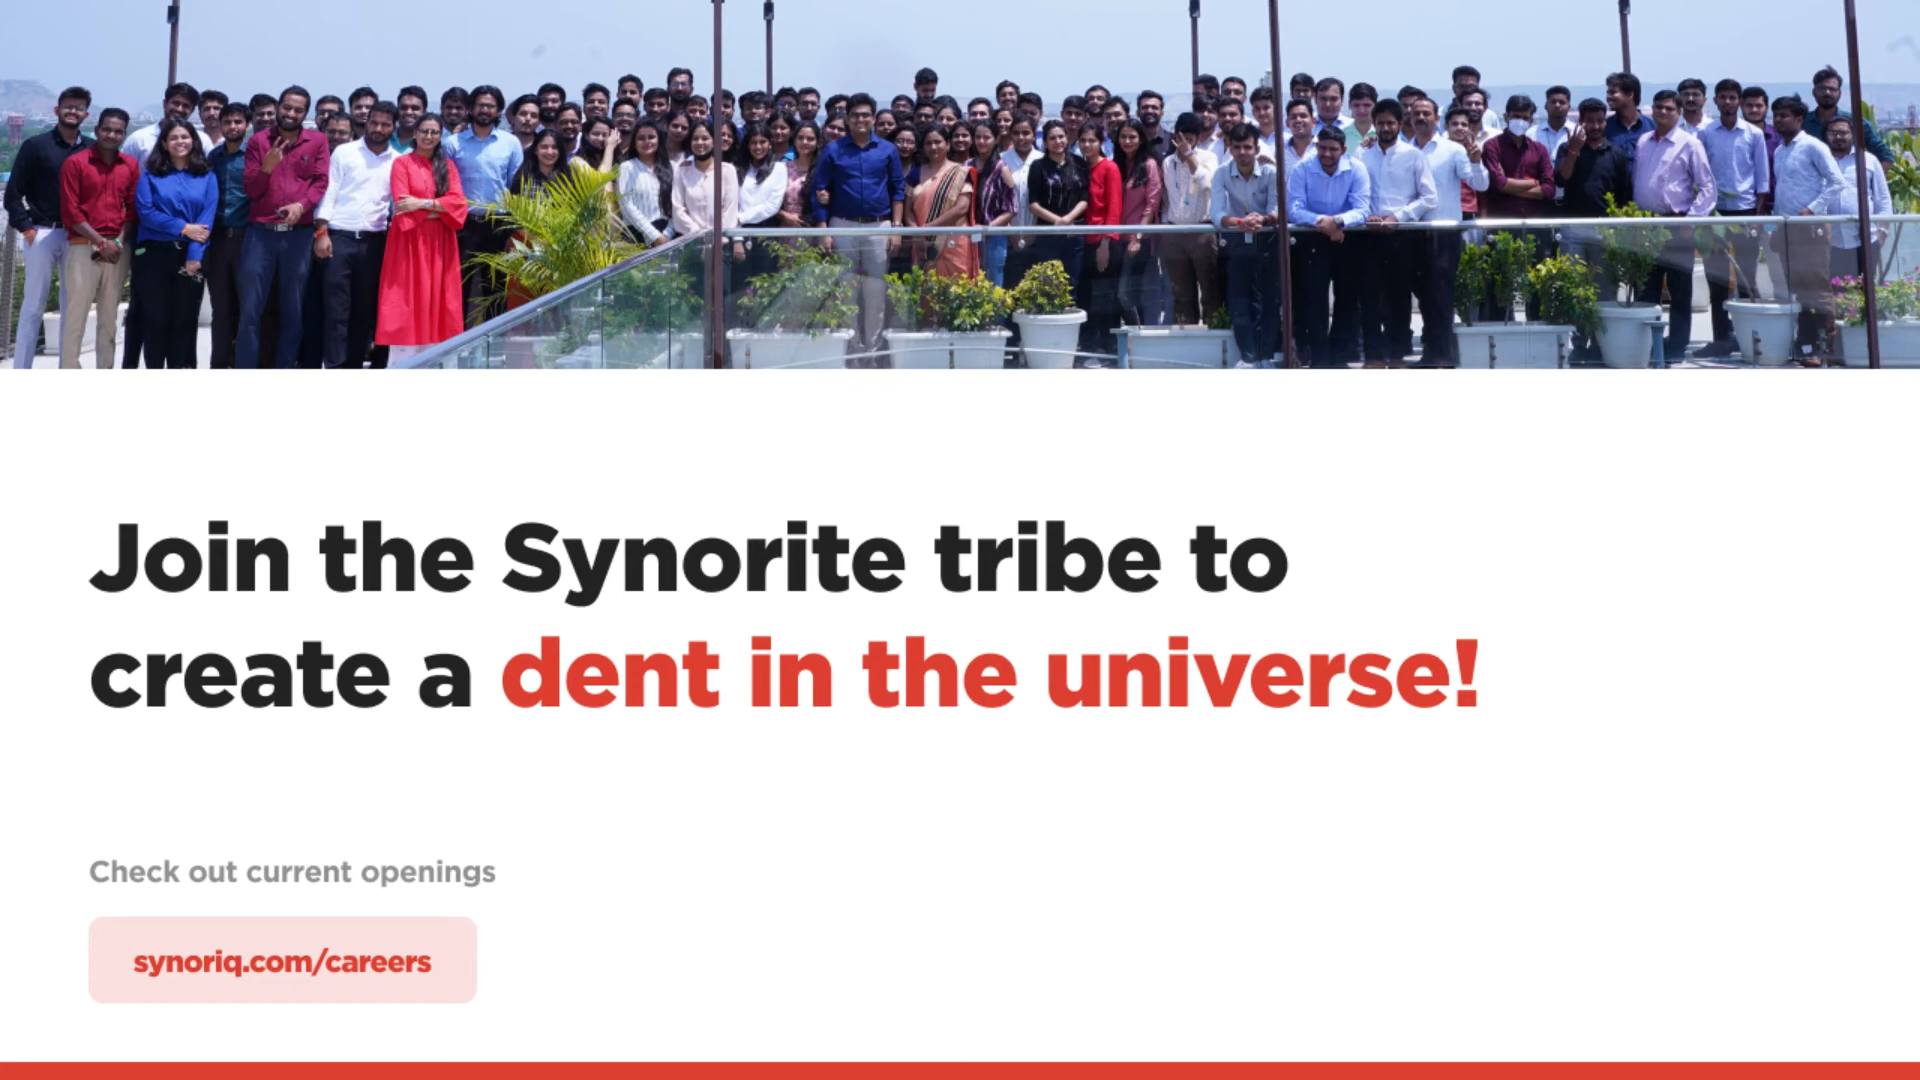 Join the Synorite tribe to
create a dent in the universe!
Check out current openings
synoriq.com/careers